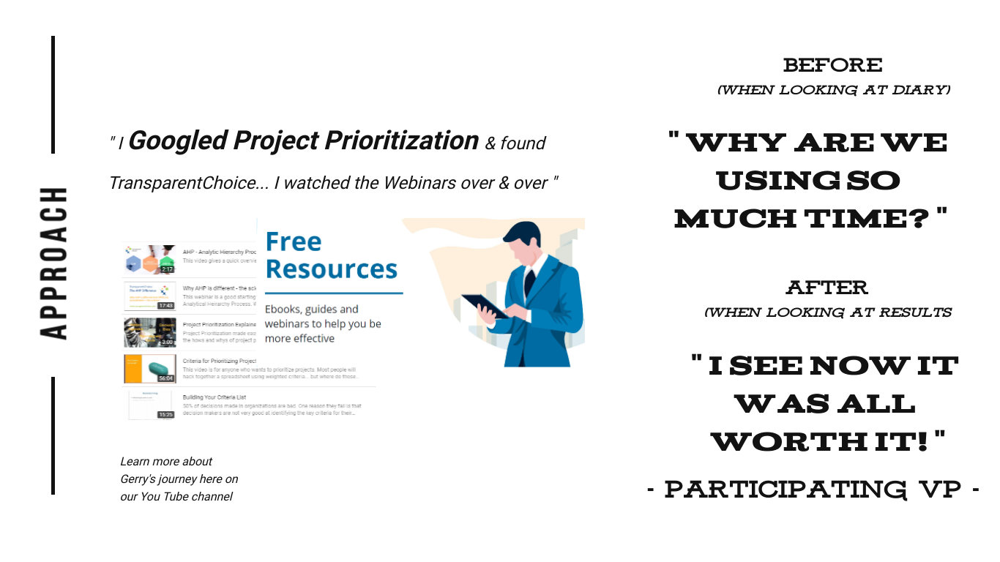 APPROACH
" I Googled Project Prioritization & found
TransparentChoice... I watched the Webinars over & over "
AHP - Analytic Hierarchy Proc
This video gives a quick overvie
2:17
Why AHP is different - the sci
This webinar is a good starting
Analytical Heirarchy Process.
17:43
Project Prioritization Explaine
Project Prioritization made eas
the hows and whys of project p
3:00
Criteria for Prioritizing Project
This video is for anyone who wants to prioritize projects. Most people will
hack together a spreadsheet using weighted criteria... but where do those...
56:04
Building Your Criteria List
50% of decisions made in organizations are bad. One reason they fail is that
decision makers are not very good at identifying the key criteria for their...
15:25
Free
Resources
Ebooks, guides and
webinars to help you be
more effective
Learn more about
Gerry's journey here on
our You Tube channel
BEFORE
(WHEN LOOKING AT DIARY)
" WHY ARE WE
USING SO
MUCH TIME? "
AFTER
(WHEN LOOKING AT RESULTS
" I SEE NOW IT
WAS ALL
WORTH IT! "
- PARTICIPATING VP -